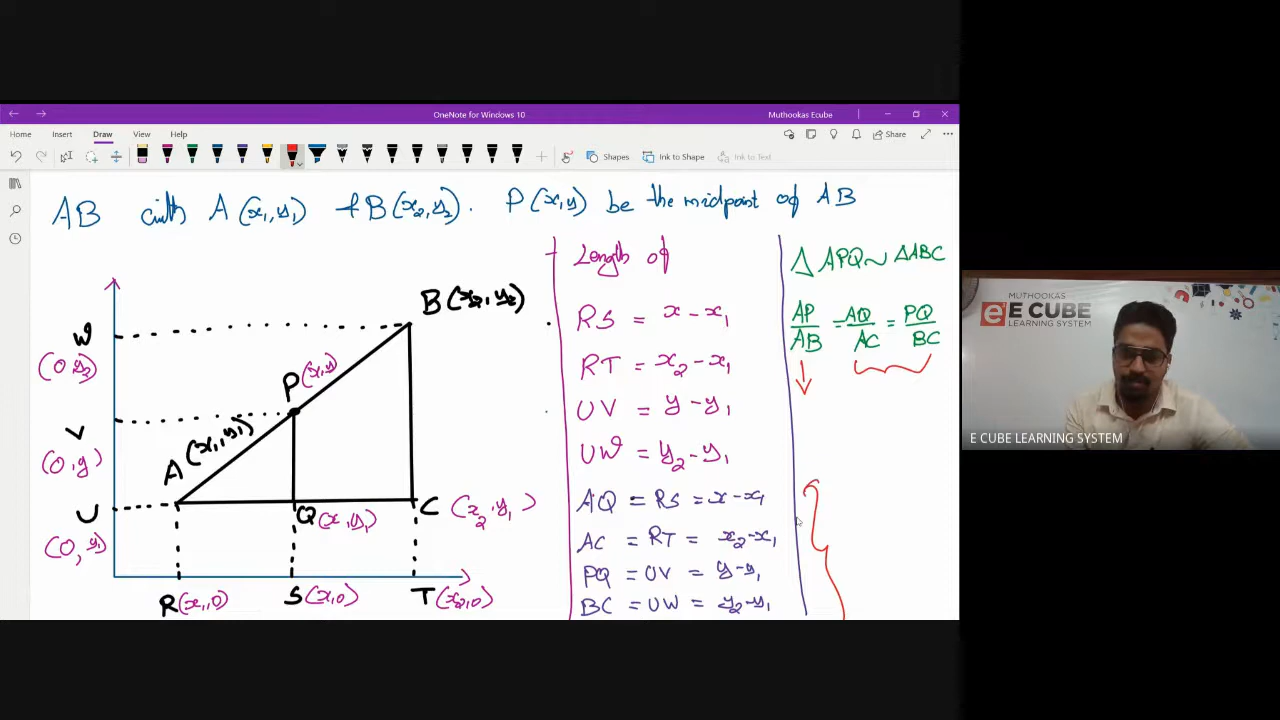 OneNote for Windows 10
Muthookas Ecube
Home Insert Draw View Help
Share
Shapes Ink to Shape Ink to Text
AB with A(x₁, y₁) & B(x₂, y₂). P(x, y) be the midpoint of AB
B(x₂, y₂)
W
(0, y₂)
P(x, y)
V
(0, y)
A(x₁, y₁)
U
(0, y₁)
Q(x, y₁)
C (x₂, y₁)
R(x₁, 0)
S(x, 0)
T(x₂, 0)
Length of
RS = x - x₁
RT = x₂ - x₁
UV = y - y₁
UW = y₂ - y₁
AQ = RS = x - x₁
AC = RT = x₂ - x₁
PQ = UV = y - y₁
BC = UW = y₂ - y₁
Δ APQ ~ ΔABC
AP/AB = AQ/AC = PQ/BC
MUTHOOKAS
e E CUBE
LEARNING SYSTEM
E CUBE LEARNING SYSTEM